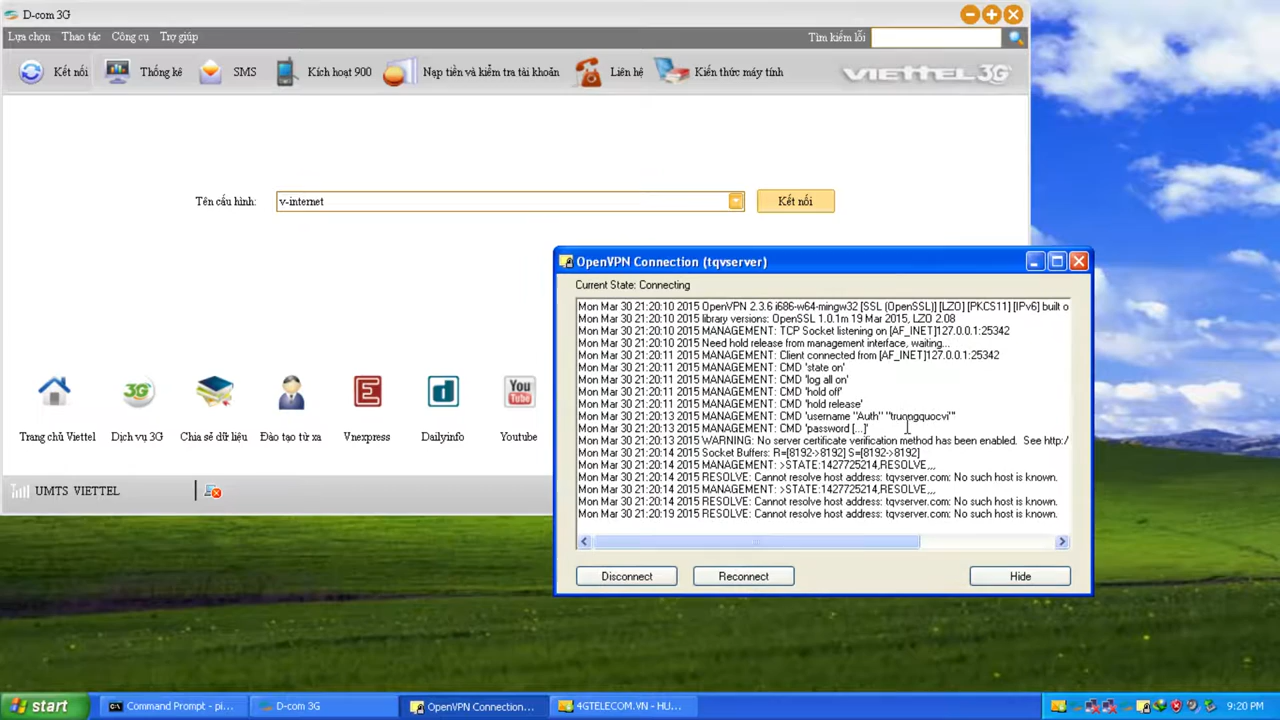 D-com 3G
Lựa chọn Thao tác Công cụ Trợ giúp
Tìm kiếm lỗi
Kết nối Thống kê SMS Kích hoạt 900 Nạp tiền và kiểm tra tài khoản Liên hệ Kiến thức máy tính VIETTEL 3G
Tên cấu hình: v-internet Kết nối
OpenVPN Connection (tqvserver)
Current State: Connecting
Mon Mar 30 21:20:10 2015 OpenVPN 2.3.6 i686-w64-mingw32 [SSL (OpenSSL)] [LZO] [PKCS11] [IPv6] built o
Mon Mar 30 21:20:10 2015 library versions: OpenSSL 1.0.1m 19 Mar 2015, LZO 2.08
Mon Mar 30 21:20:10 2015 MANAGEMENT: TCP Socket listening on [AF_INET]127.0.0.1:25342
Mon Mar 30 21:20:10 2015 Need hold release from management interface, waiting...
Mon Mar 30 21:20:11 2015 MANAGEMENT: Client connected from [AF_INET]127.0.0.1:25342
Mon Mar 30 21:20:11 2015 MANAGEMENT: CMD 'state on'
Mon Mar 30 21:20:11 2015 MANAGEMENT: CMD 'log all on'
Mon Mar 30 21:20:11 2015 MANAGEMENT: CMD 'hold off'
Mon Mar 30 21:20:11 2015 MANAGEMENT: CMD 'hold release'
Mon Mar 30 21:20:13 2015 MANAGEMENT: CMD 'username "Auth" "truongquocvi"'
Mon Mar 30 21:20:13 2015 MANAGEMENT: CMD 'password [...]'
Mon Mar 30 21:20:13 2015 WARNING: No server certificate verification method has been enabled.  See http:/
Mon Mar 30 21:20:14 2015 Socket Buffers: R=[8192->8192] S=[8192->8192]
Mon Mar 30 21:20:14 2015 MANAGEMENT: >STATE:1427725214,RESOLVE,,,
Mon Mar 30 21:20:14 2015 RESOLVE: Cannot resolve host address: tqvserver.com: No such host is known.
Mon Mar 30 21:20:14 2015 MANAGEMENT: >STATE:1427725214,RESOLVE,,,
Mon Mar 30 21:20:14 2015 RESOLVE: Cannot resolve host address: tqvserver.com: No such host is known.
Mon Mar 30 21:20:19 2015 RESOLVE: Cannot resolve host address: tqvserver.com: No such host is known.
Disconnect Reconnect Hide
3G E You Tube
Trang chủ Viettel Dịch vụ 3G Chia sẻ dữ liệu Đào tạo từ xa Vnexpress Dailyinfo Youtube
UMTS VIETTEL
start Command Prompt - pi... D-com 3G OpenVPN Connection... 4GTELECOM.VN - HU... 9:20 PM